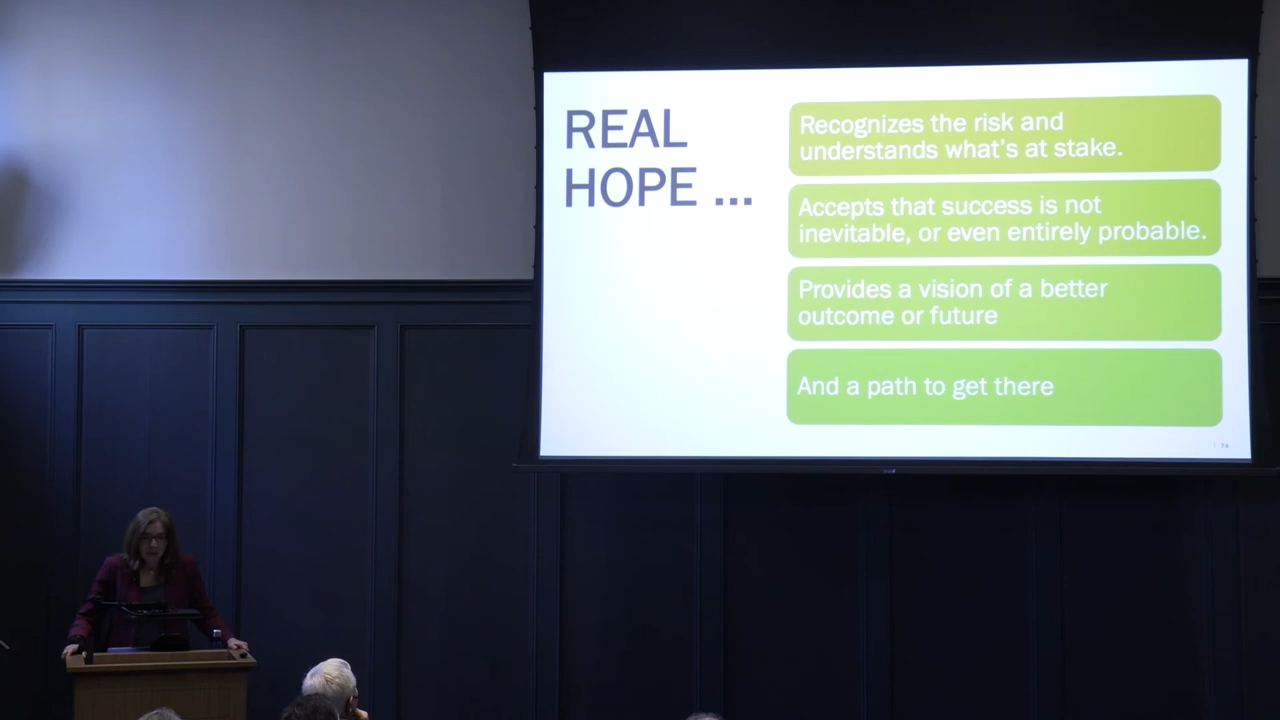 REAL
HOPE ...
Recognizes the risk and
understands what's at stake.
Accepts that success is not
inevitable, or even entirely probable.
Provides a vision of a better
outcome or future
And a path to get there